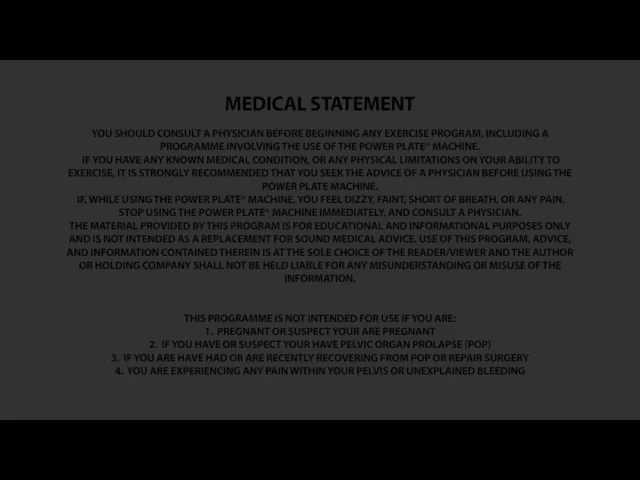 MEDICAL STATEMENT
YOU SHOULD CONSULT A PHYSICIAN BEFORE BEGINNING ANY EXERCISE PROGRAM, INCLUDING A
PROGRAMME INVOLVING THE USE OF THE POWER PLATE® MACHINE.
IF YOU HAVE ANY KNOWN MEDICAL CONDITION, OR ANY PHYSICAL LIMITATIONS ON YOUR ABILITY TO
EXERCISE, IT IS STRONGLY RECOMMENDED THAT YOU SEEK THE ADVICE OF A PHYSICIAN BEFORE USING THE
POWER PLATE MACHINE.
IF, WHILE USING THE POWER PLATE® MACHINE, YOU FEEL DIZZY, FAINT, SHORT OF BREATH, OR ANY PAIN,
STOP USING THE POWER PLATE® MACHINE IMMEDIATELY, AND CONSULT A PHYSICIAN.
THE MATERIAL PROVIDED BY THIS PROGRAM IS FOR EDUCATIONAL AND INFORMATIONAL PURPOSES ONLY
AND IS NOT INTENDED AS A REPLACEMENT FOR SOUND MEDICAL ADVICE. USE OF THIS PROGRAM, ADVICE,
AND INFORMATION CONTAINED THEREIN IS AT THE SOLE CHOICE OF THE READER/VIEWER AND THE AUTHOR
OR HOLDING COMPANY SHALL NOT BE HELD LIABLE FOR ANY MISUNDERSTANDING OR MISUSE OF THE
INFORMATION.
THIS PROGRAMME IS NOT INTENDED FOR USE IF YOU ARE:
1. PREGNANT OR SUSPECT YOUR ARE PREGNANT
2. IF YOU HAVE OR SUSPECT YOUR HAVE PELVIC ORGAN PROLAPSE (POP)
3. IF YOU ARE HAVE HAD OR ARE RECENTLY RECOVERING FROM POP OR REPAIR SURGERY
4. YOU ARE EXPERIENCING ANY PAIN WITHIN YOUR PELVIS OR UNEXPLAINED BLEEDING